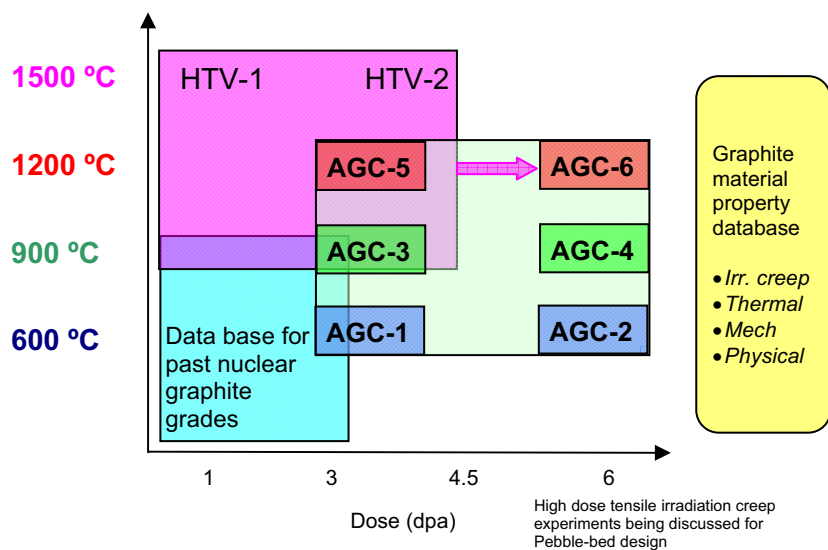 1500 ºC
HTV-1
HTV-2
1200 ºC
AGC-5
AGC-6
900 ºC
AGC-3
AGC-4
600 ºC
AGC-1
AGC-2
Data base for
past nuclear
graphite
grades
Graphite
material
property
database
• Irr. creep
• Thermal
• Mech
• Physical
1
3
4.5
6
Dose (dpa)
High dose tensile irradiation creep
experiments being discussed for
Pebble-bed design